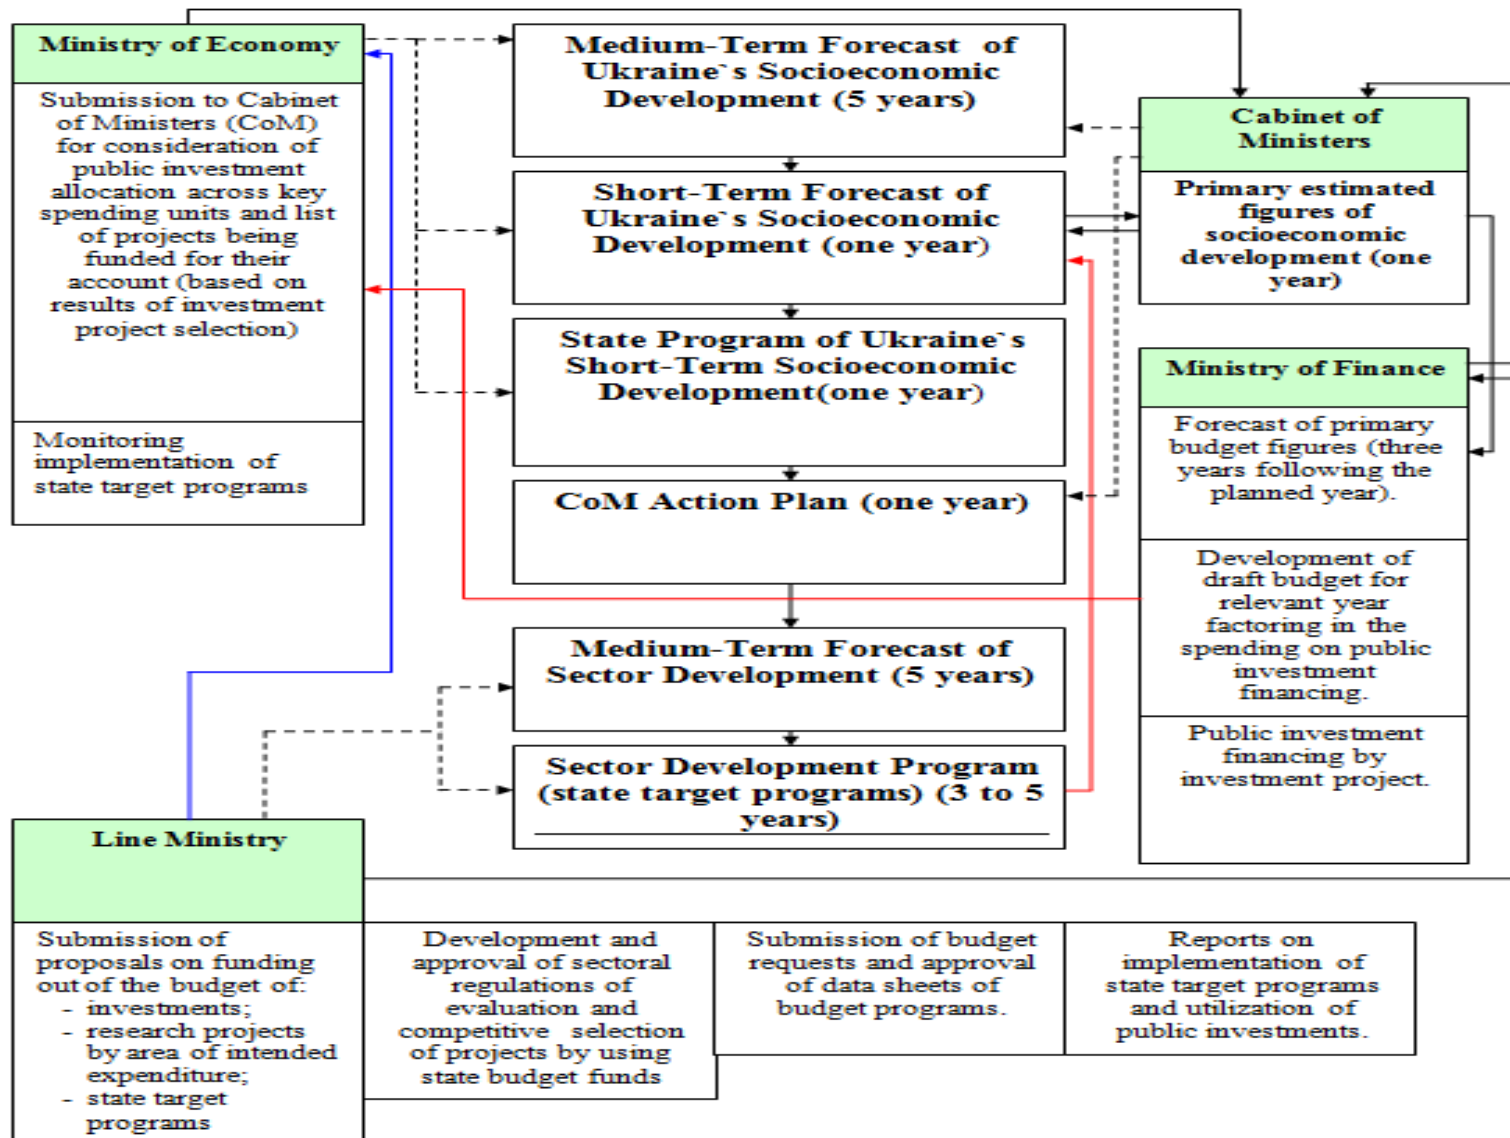 Ministry of Economy
Submission to Cabinet
of Ministers (CoM)
for consideration of
public investment
allocation across key
spending units and list
of projects being
funded for their
account (based on
results of investment
project selection)
Monitoring
implementation of
state target programs
Medium-Term Forecast of
Ukraine`s Socioeconomic
Development (5 years)
Short-Term Forecast of
Ukraine`s Socioeconomic
Development (one year)
State Program of Ukraine`s
Short-Term Socioeconomic
Development(one year)
CoM Action Plan (one year)
Medium-Term Forecast of
Sector Development (5 years)
Sector Development Program
(state target programs) (3 to 5
years)
Cabinet of
Ministers
Primary estimated
figures of
socioeconomic
development (one
year)
Ministry of Finance
Forecast of primary
budget figures (three
years following the
planned year).
Development of
draft budget for
relevant year
factoring in the
spending on public
investment
financing.
Public investment
financing by
investment project.
Line Ministry
Submission of
proposals on funding
out of the budget of:
- investments;
- research projects
by area of intended
expenditure;
- state target
programs
Development and
approval of sectoral
regulations of
evaluation and
competitive selection
of projects by using
state budget funds
Submission of budget
requests and approval
of data sheets of
budget programs.
Reports on
implementation of
state target programs
and utilization of
public investments.